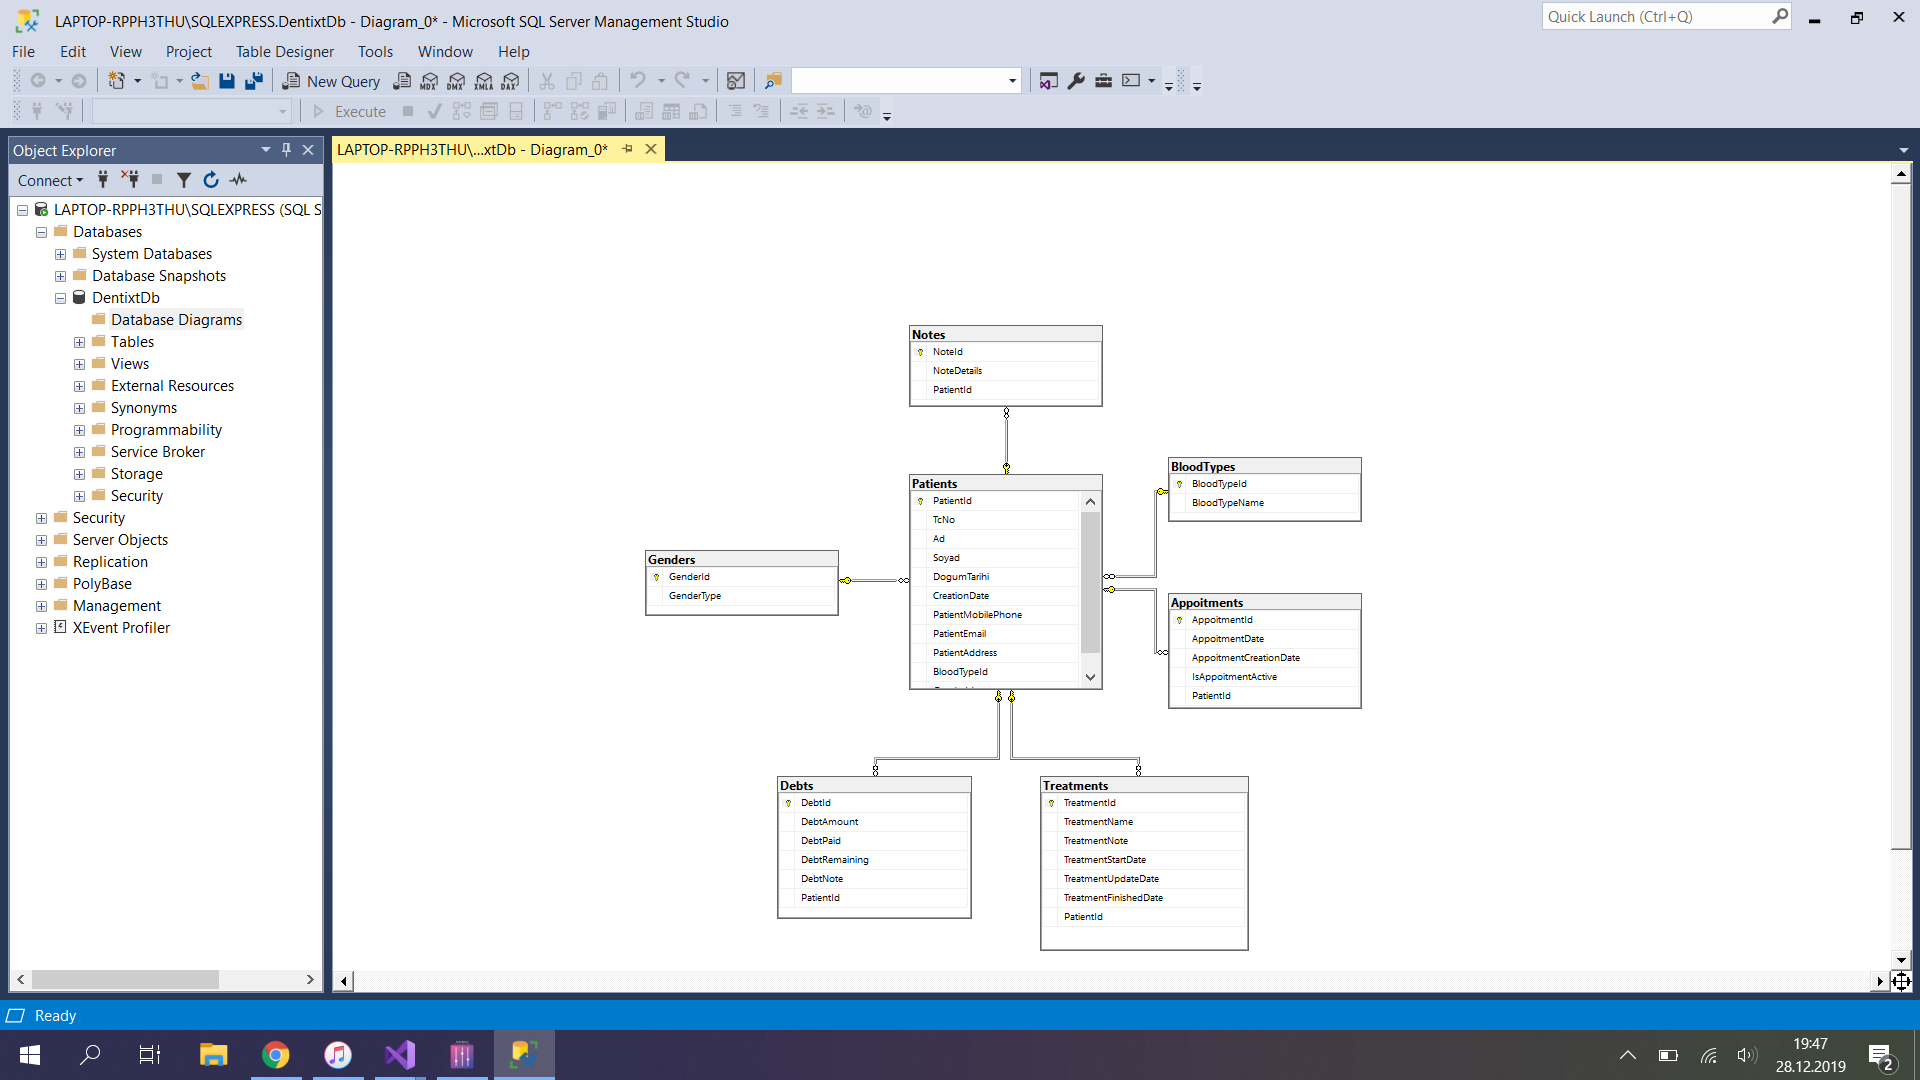 LAPTOP-RPPH3THU\SQLEXPRESS.DentixtDb - Diagram_0* - Microsoft SQL Server Management Studio
Quick Launch (Ctrl+Q)
File Edit View Project Table Designer Tools Window Help
New Query MDX DMX XMLA DAX
Execute
Object Explorer
LAPTOP-RPPH3THU\...xtDb - Diagram_0*
Connect
LAPTOP-RPPH3THU\SQLEXPRESS (SQL S
Databases
System Databases
Database Snapshots
DentixtDb
Database Diagrams
Tables
Views
External Resources
Synonyms
Programmability
Service Broker
Storage
Security
Security
Server Objects
Replication
PolyBase
Management
XEvent Profiler
Notes
NoteId
NoteDetails
PatientId
Patients
PatientId
TcNo
Ad
Soyad
DogumTarihi
CreationDate
PatientMobilePhone
PatientEmail
PatientAddress
BloodTypeId
BloodTypes
BloodTypeId
BloodTypeName
Genders
GenderId
GenderType
Appoitments
AppoitmentId
AppoitmentDate
AppoitmentCreationDate
IsAppoitmentActive
PatientId
Debts
DebtId
DebtAmount
DebtPaid
DebtRemaining
DebtNote
PatientId
Treatments
TreatmentId
TreatmentName
TreatmentNote
TreatmentStartDate
TreatmentUpdateDate
TreatmentFinishedDate
PatientId
Ready
19:47
28.12.2019
2